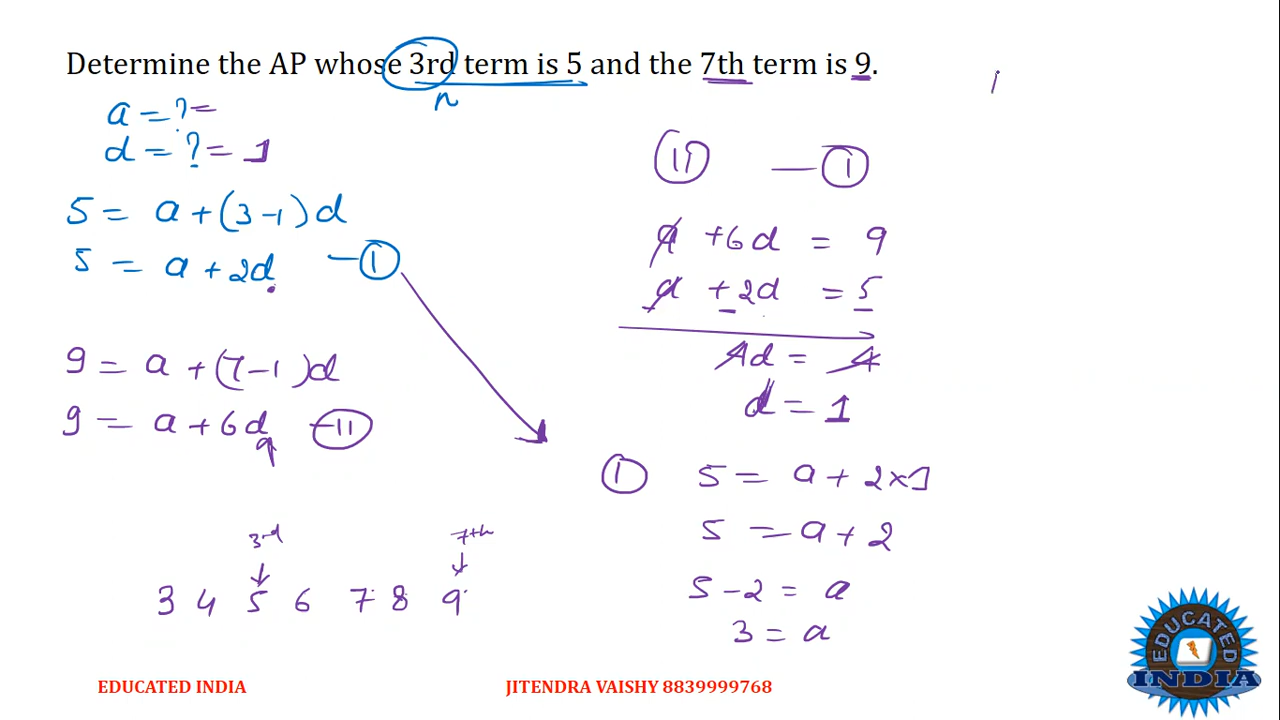 Determine the AP whose 3rd term is 5 and the 7th term is 9.
n
a = ? =
d = ? = 1
5 = a + (3-1)d
5 = a + 2d — ①
9 = a + (7-1)d
9 = a + 6d — ⑪
3rd 7th
3 4 5 6 7 8 9
⑪ — ①
a + 6d = 9
a + 2d = 5
4d = 4
d = 1
① 5 = a + 2×1
5 = a + 2
5 - 2 = a
3 = a
EDUCATED INDIA
JITENDRA VAISHY 8839999768
EDUCATED
INDIA